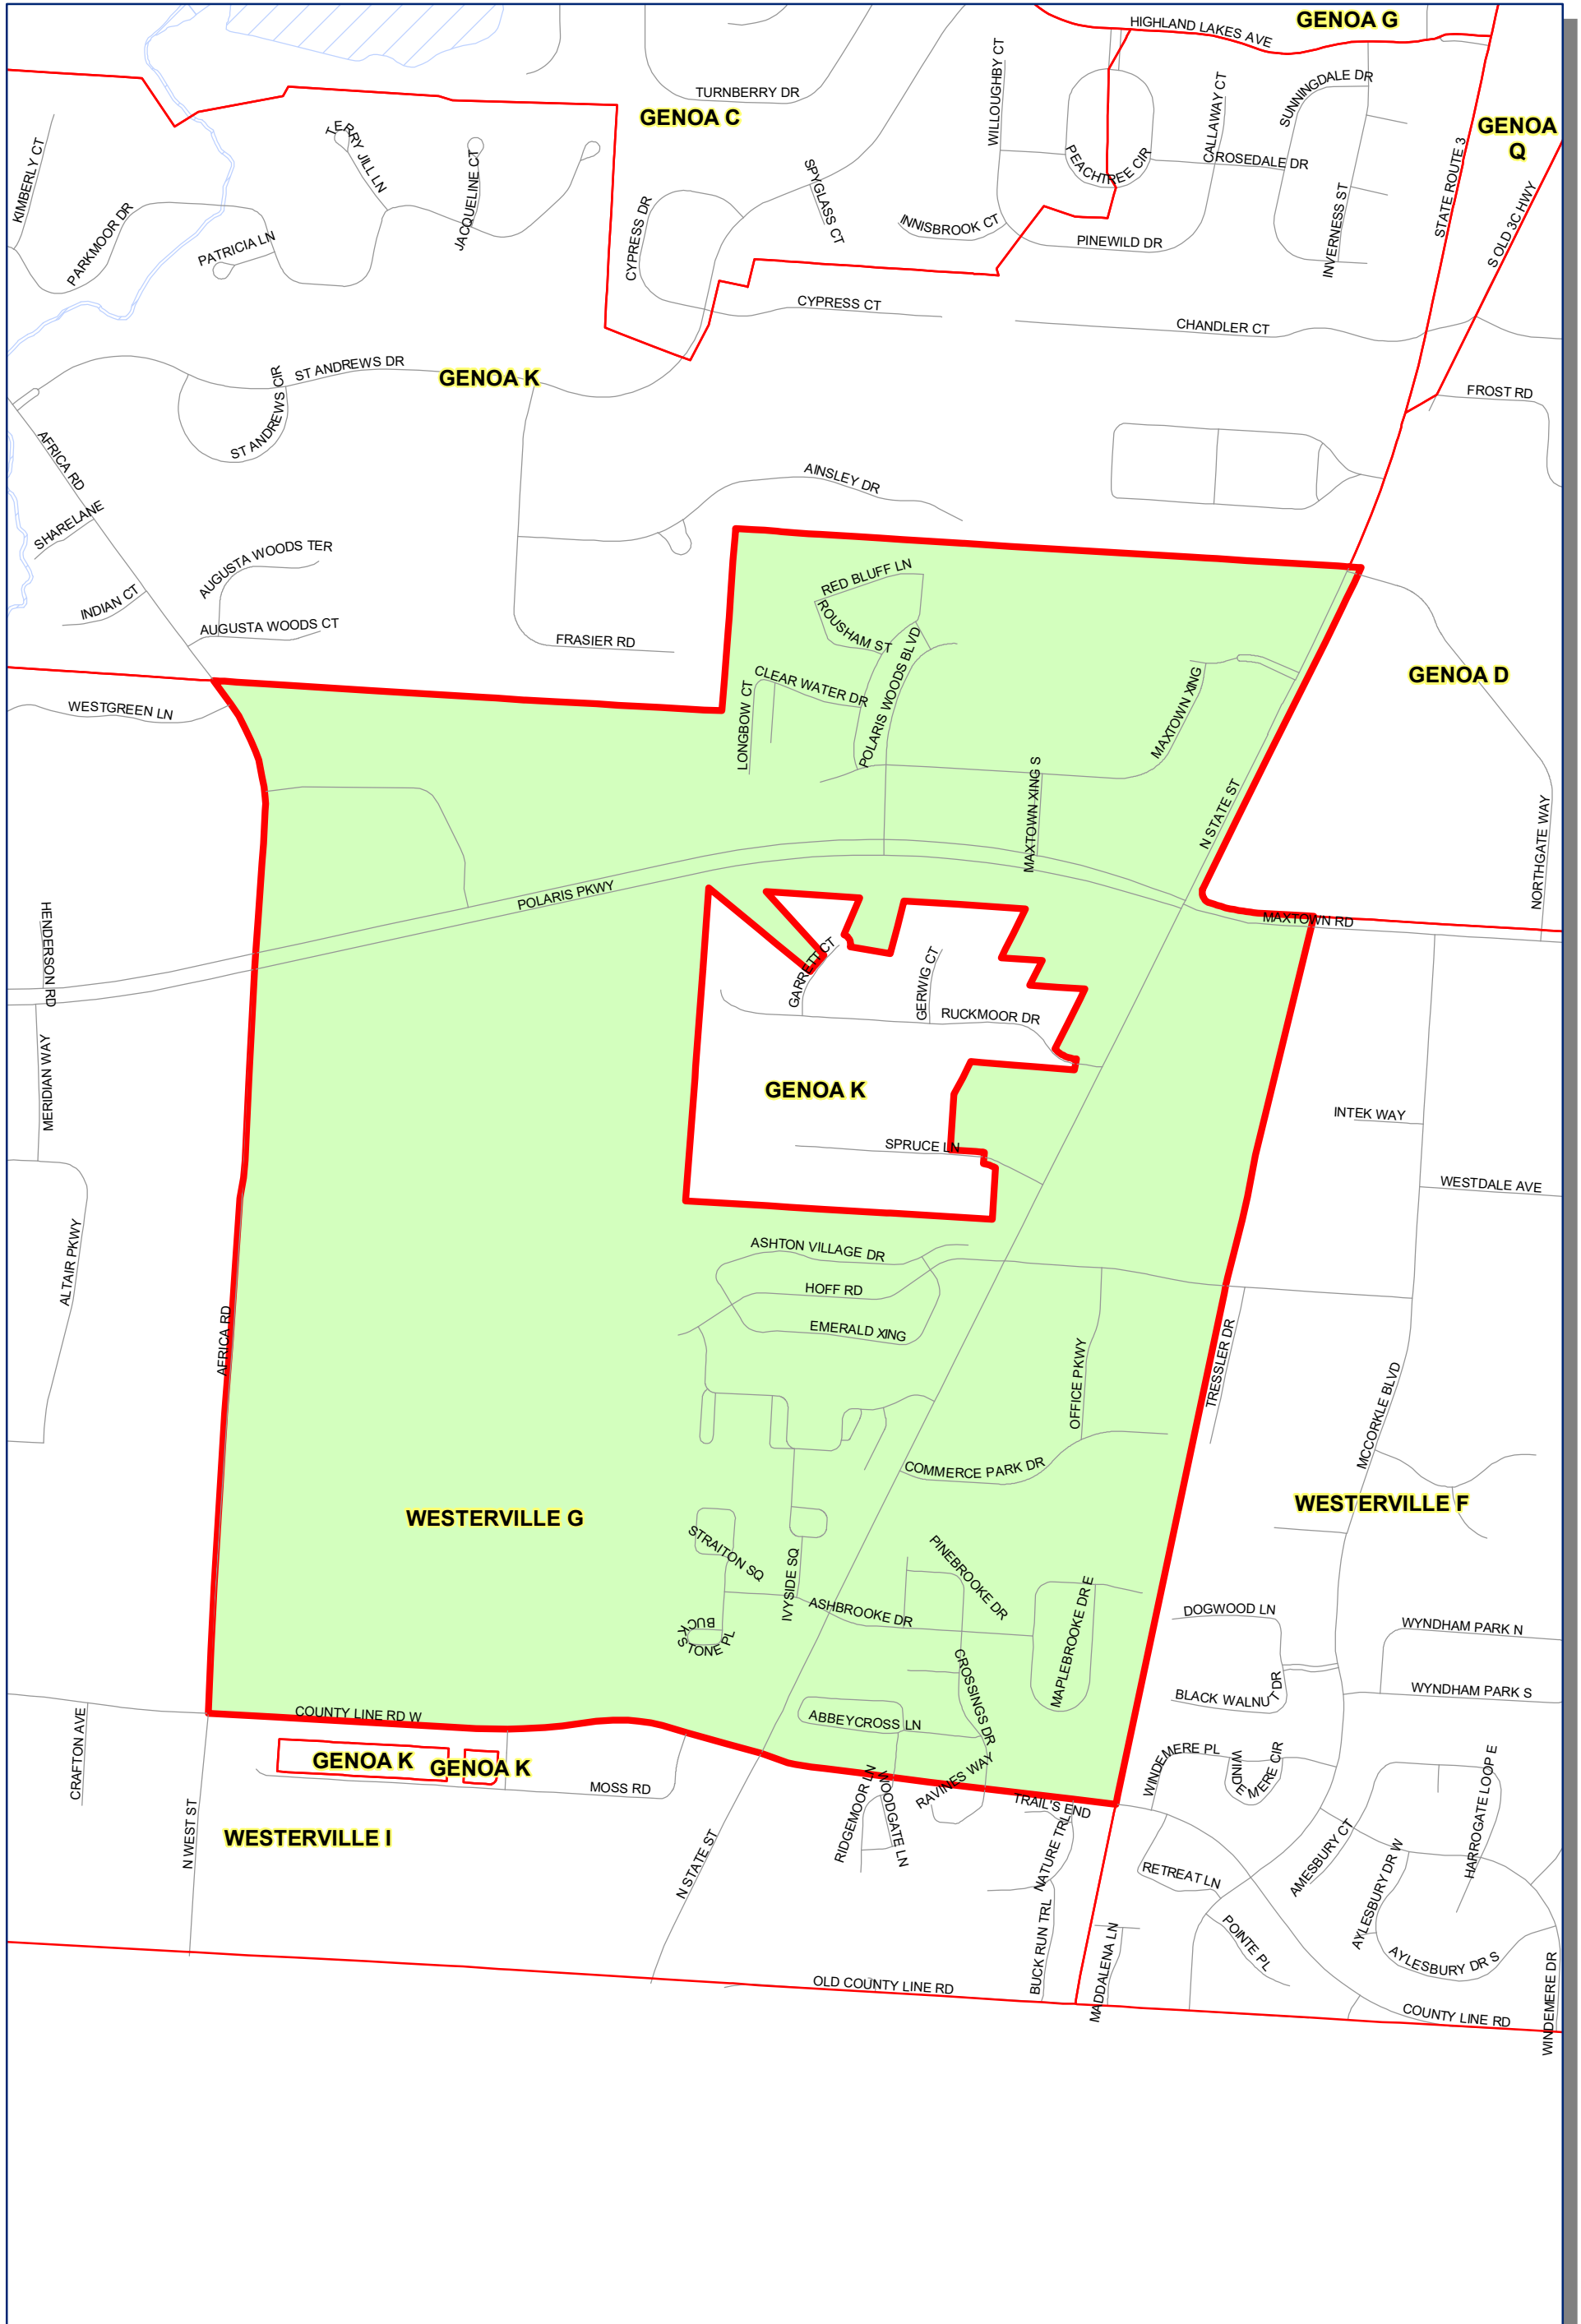 HIGHLAND LAKES AVE
GENOA G
TURNBERRY DR
GENOA C
WILLOUGHBY CT
CALLAWAY CT
SUNNINGDALE DR
GENOA
Q
KIMBERLY CT
TERRY JILL LN
JACQUELINE CT
SPYGLASS CT
PEACHTREE CIR
CROSEDALE DR
STATE ROUTE 3
S OLD 3C HWY
PARKMOOR DR
PATRICIA LN
CYPRESS DR
INNISBROOK CT
PINEWILD DR
INVERNESS ST
CYPRESS CT
CHANDLER CT
ST ANDREWS DR
GENOA K
ST ANDREWS CIR
FROST RD
AFRICA RD
AINSLEY DR
SHARELANE
AUGUSTA WOODS TER
INDIAN CT
AUGUSTA WOODS CT
FRASIER RD
RED BLUFF LN
ROUSHAM ST
POLARIS WOODS BLVD
CLEAR WATER DR
LONGBOW CT
MAXTOWN XING
GENOA D
WESTGREEN LN
MAXTOWN XING S
N STATE ST
NORTHGATE WAY
POLARIS PKWY
MAXTOWN RD
HENDERSON RD
GARRETT CT
GERWIG CT
RUCKMOOR DR
MERIDIAN WAY
GENOA K
INTEK WAY
SPRUCE LN
WESTDALE AVE
ALTAIR PKWY
ASHTON VILLAGE DR
HOFF RD
EMERALD XING
AFRICA RD
OFFICE PKWY
TRESSLER DR
MCCORKLE BLVD
COMMERCE PARK DR
WESTERVILLE G
WESTERVILLE F
STRAITON SQ
IVYSIDE SQ
PINEBROOKE DR
ASHBROOKE DR
MAPLEBROOKE DR E
BUCKSTONE PL
DOGWOOD LN
WYNDHAM PARK N
CROSSINGS DR
BLACK WALNUT DR
WYNDHAM PARK S
COUNTY LINE RD W
ABBEYCROSS LN
CRAFTON AVE
GENOA K
GENOA K
MOSS RD
RAVINES WAY
TRAIL'S END
WINDEMERE PL
WINDEMERE CIR
HARROGATE LOOP E
WESTERVILLE I
N WEST ST
N STATE ST
RIDGEMOOR LN
WOODGATE LN
NATURE TRL
RETREAT LN
AMESBURY CT
AYLESBURY DR W
BUCK RUN TRL
MADDALENA LN
POINTE PL
AYLESBURY DR S
OLD COUNTY LINE RD
COUNTY LINE RD
WINDEMERE DR